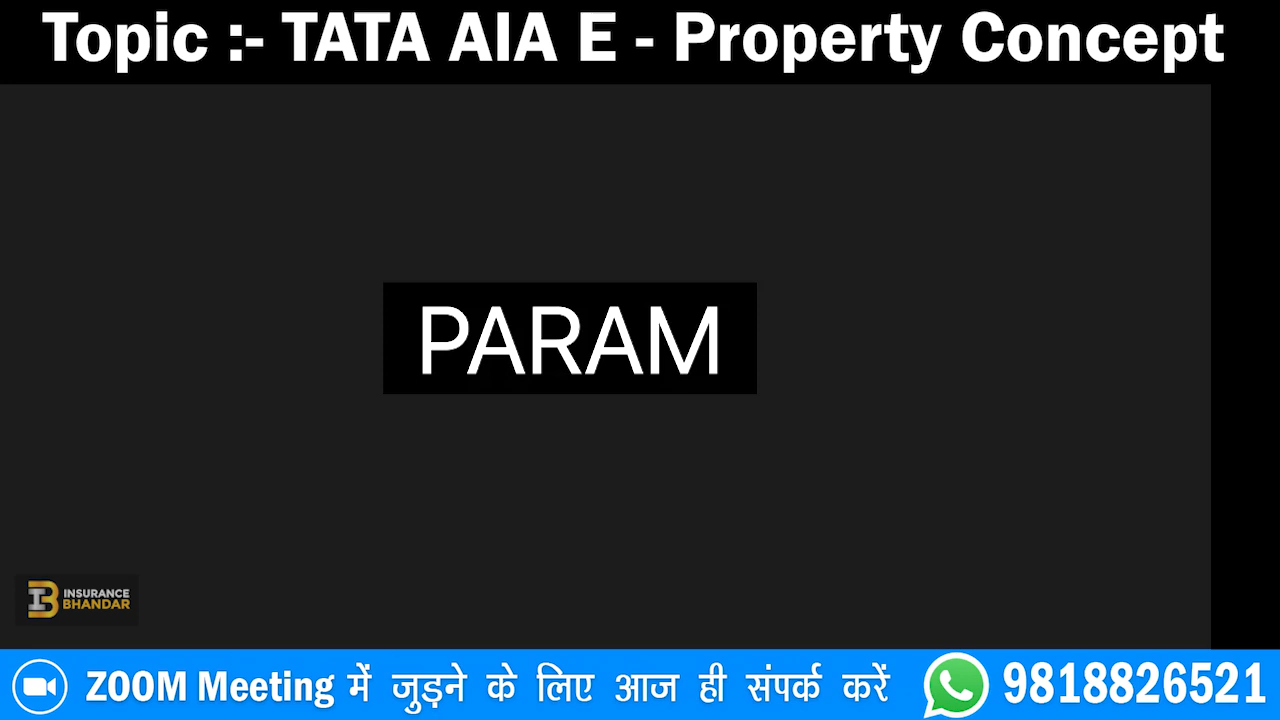 Topic :- TATA AIA E - Property Concept
PARAM
INSURANCE
BHANDAR
ZOOM Meeting में जुड़ने के लिए आज ही संपर्क करें 9818826521